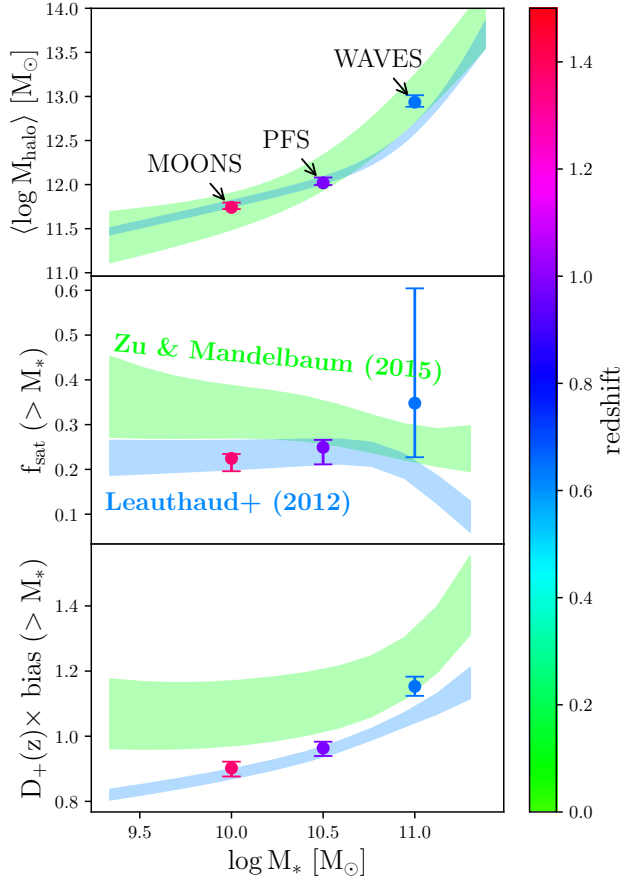 14.0
13.5
13.0
12.5
12.0
11.5
11.0
⟨log M_halo⟩ [M_⊙]
WAVES
PFS
MOONS
0.6
0.5
0.4
0.3
0.2
0.1
f_sat (> M_*)
Zu & Mandelbaum (2015)
Leauthaud+ (2012)
1.4
1.2
1.0
0.8
D_+(z)× bias (> M_*)
9.5 10.0 10.5 11.0
log M_* [M_⊙]
1.4
1.2
1.0
0.8
0.6
0.4
0.2
0.0
redshift